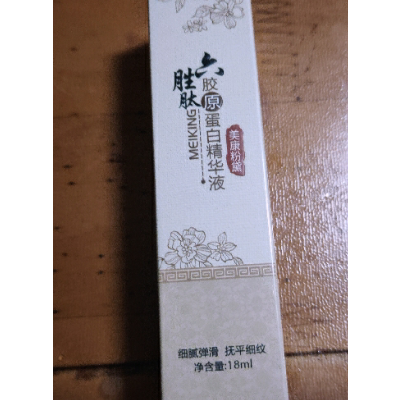 六胜肽
胶原蛋白精华液
MEIKING
美康粉黛
细腻弹滑 抚平细纹
净含量:18ml